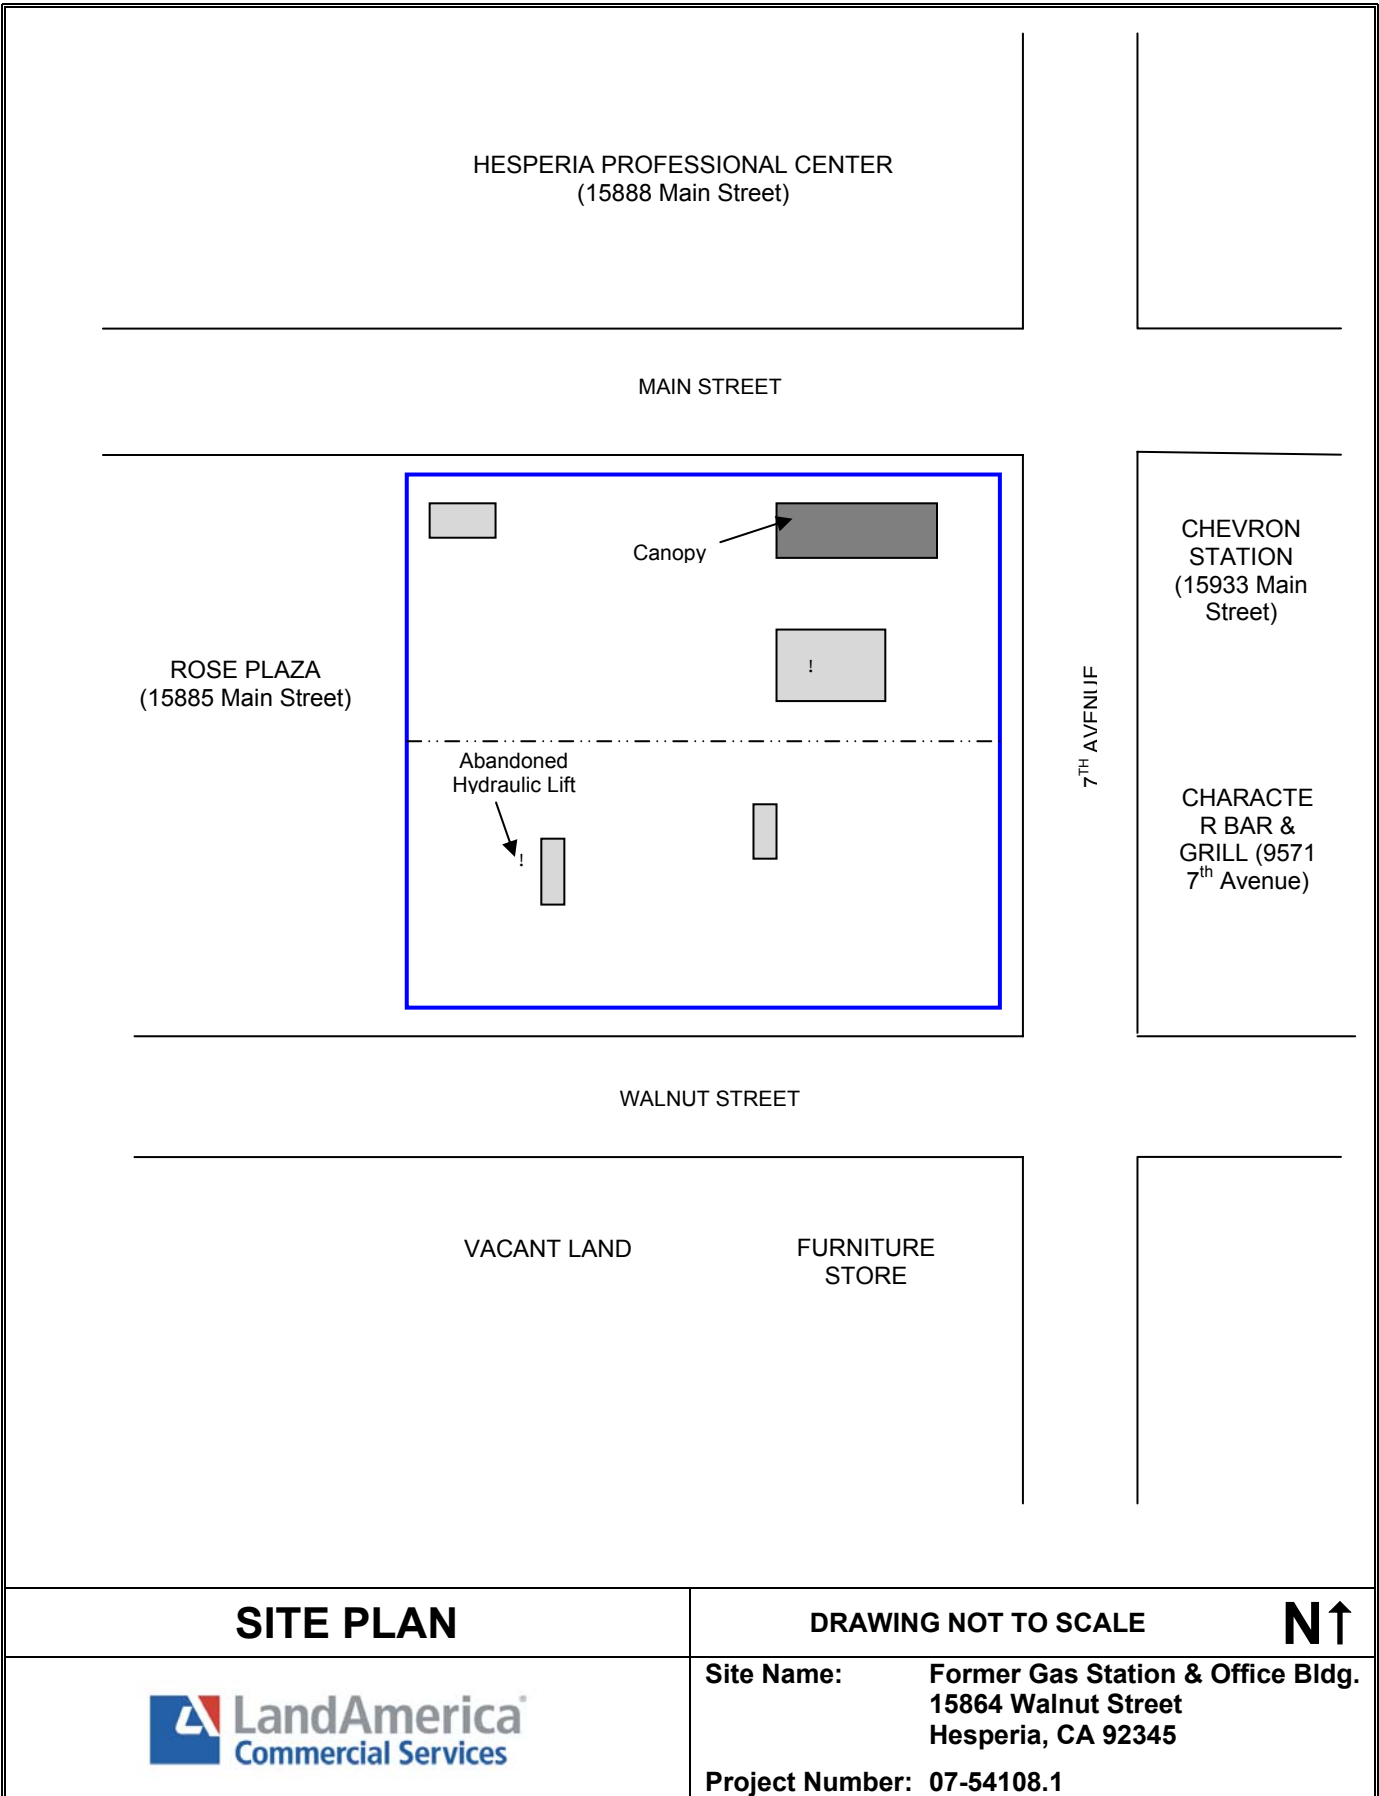 HESPERIA PROFESSIONAL CENTER
(15888 Main Street)
MAIN STREET
Canopy
CHEVRON
STATION
(15933 Main
Street)
!
ROSE PLAZA
(15885 Main Street)
7TH AVENUE
Abandoned
Hydraulic Lift
!
CHARACTE
R BAR &
GRILL (9571
7th Avenue)
WALNUT STREET
VACANT LAND
FURNITURE
STORE
SITE PLAN
DRAWING NOT TO SCALE
N↑
LandAmerica
Commercial Services
Site Name: Former Gas Station & Office Bldg.
15864 Walnut Street
Hesperia, CA 92345
Project Number: 07-54108.1